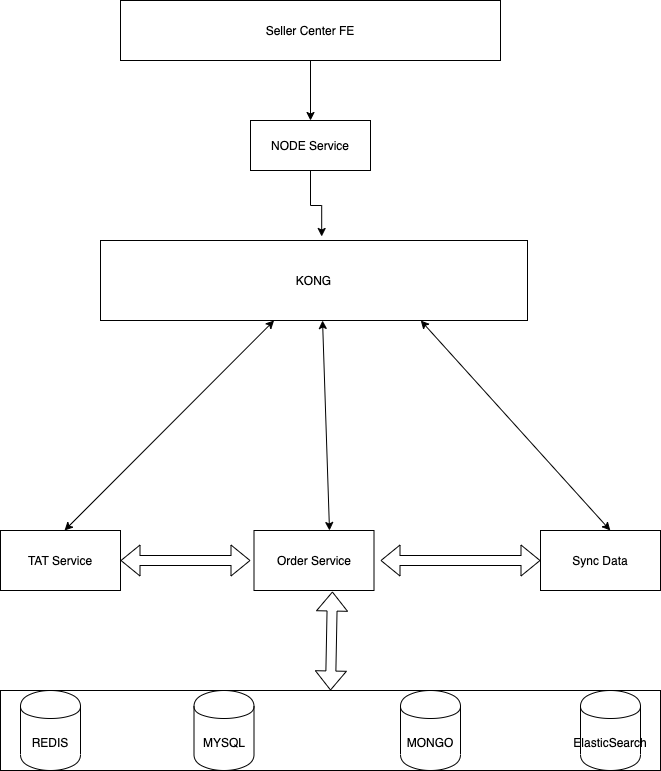 Seller Center FE
NODE Service
KONG
TAT Service
Order Service
Sync Data
REDIS
MYSQL
MONGO
ElasticSearch